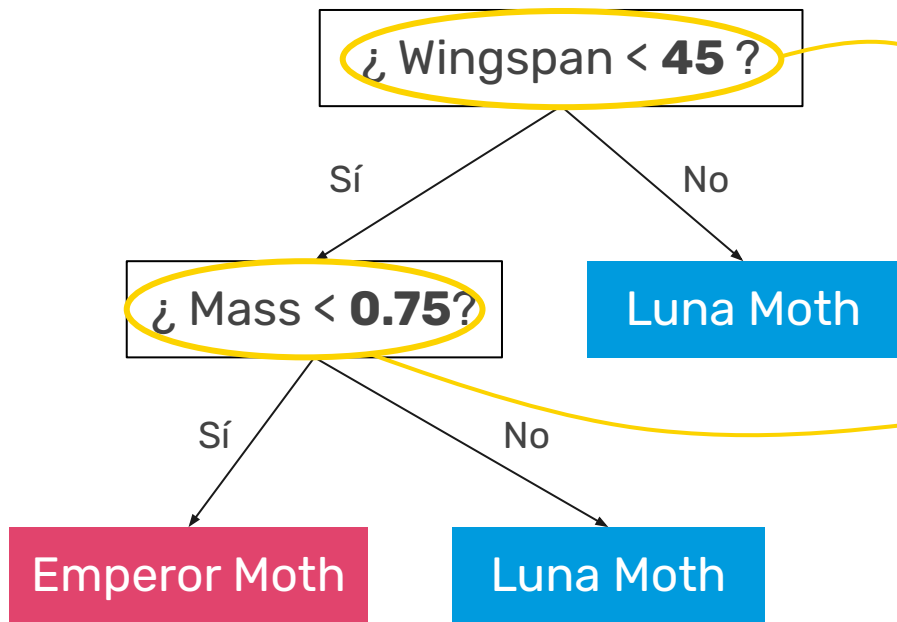 ¿ Wingspan < 45 ?
Sí
No
¿ Mass < 0.75?
Luna Moth
Sí
No
Emperor Moth
Luna Moth